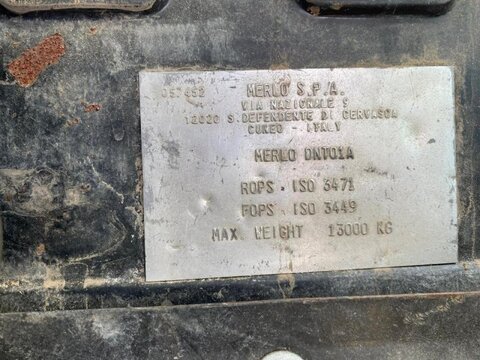 057452 MERLO S.P.A.
VIA NAZIONALE 9
12020 S.DEFENDENTE DI CERVASCA
CUNEO - ITALY
MERLO DNT01A
ROPS - ISO 3471
FOPS - ISO 3449
MAX. WEIGHT 13000 KG